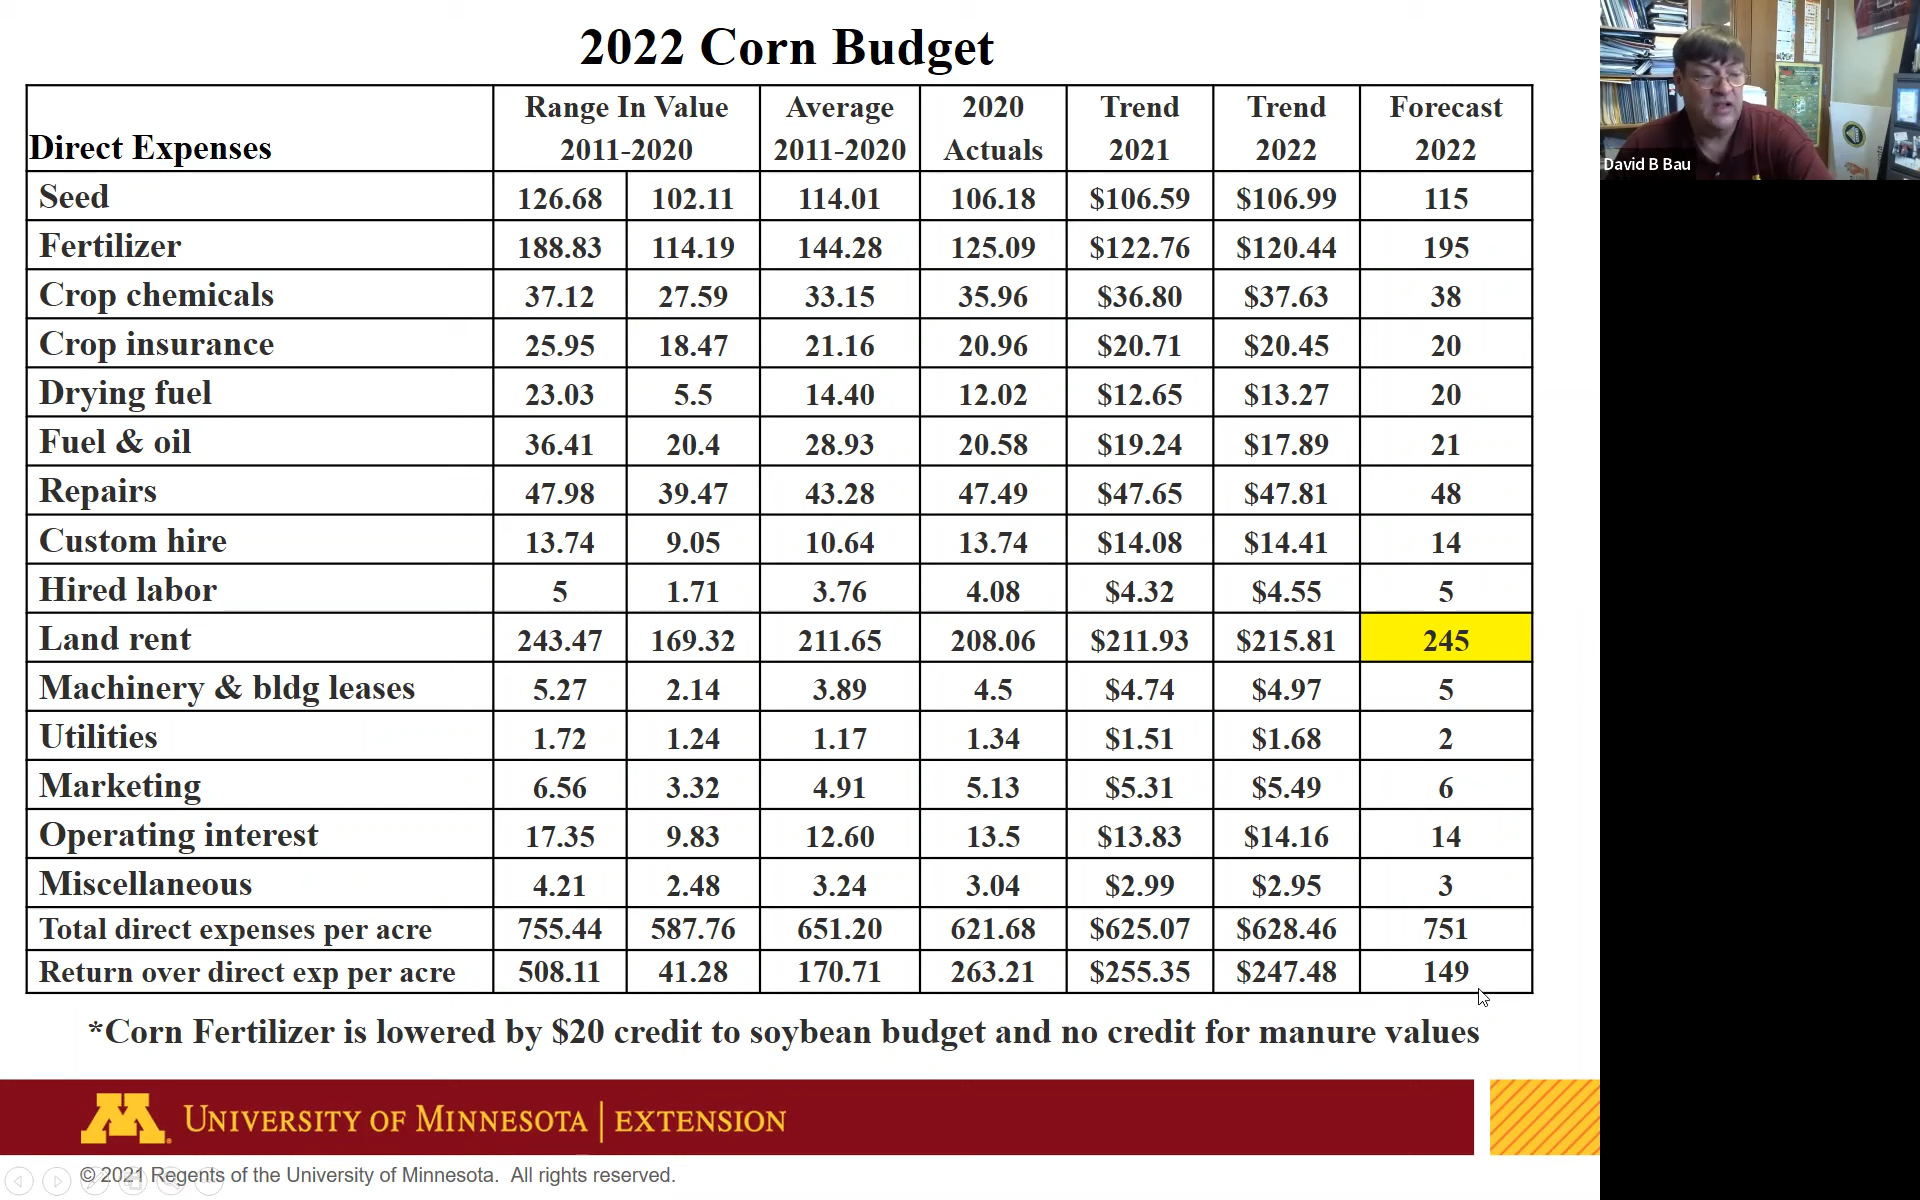 2022 Corn Budget
Direct Expenses Range In Value 2011-2020 Average 2011-2020 2020 Actuals Trend 2021 Trend 2022 Forecast 2022
Seed 126.68 102.11 114.01 106.18 $106.59 $106.99 115
Fertilizer 188.83 114.19 144.28 125.09 $122.76 $120.44 195
Crop chemicals 37.12 27.59 33.15 35.96 $36.80 $37.63 38
Crop insurance 25.95 18.47 21.16 20.96 $20.71 $20.45 20
Drying fuel 23.03 5.5 14.40 12.02 $12.65 $13.27 20
Fuel & oil 36.41 20.4 28.93 20.58 $19.24 $17.89 21
Repairs 47.98 39.47 43.28 47.49 $47.65 $47.81 48
Custom hire 13.74 9.05 10.64 13.74 $14.08 $14.41 14
Hired labor 5 1.71 3.76 4.08 $4.32 $4.55 5
Land rent 243.47 169.32 211.65 208.06 $211.93 $215.81 245
Machinery & bldg leases 5.27 2.14 3.89 4.5 $4.74 $4.97 5
Utilities 1.72 1.24 1.17 1.34 $1.51 $1.68 2
Marketing 6.56 3.32 4.91 5.13 $5.31 $5.49 6
Operating interest 17.35 9.83 12.60 13.5 $13.83 $14.16 14
Miscellaneous 4.21 2.48 3.24 3.04 $2.99 $2.95 3
Total direct expenses per acre 755.44 587.76 651.20 621.68 $625.07 $628.46 751
Return over direct exp per acre 508.11 41.28 170.71 263.21 $255.35 $247.48 149
*Corn Fertilizer is lowered by $20 credit to soybean budget and no credit for manure values
M UNIVERSITY OF MINNESOTA | EXTENSION
© 2021 Regents of the University of Minnesota. All rights reserved.
David B Bau